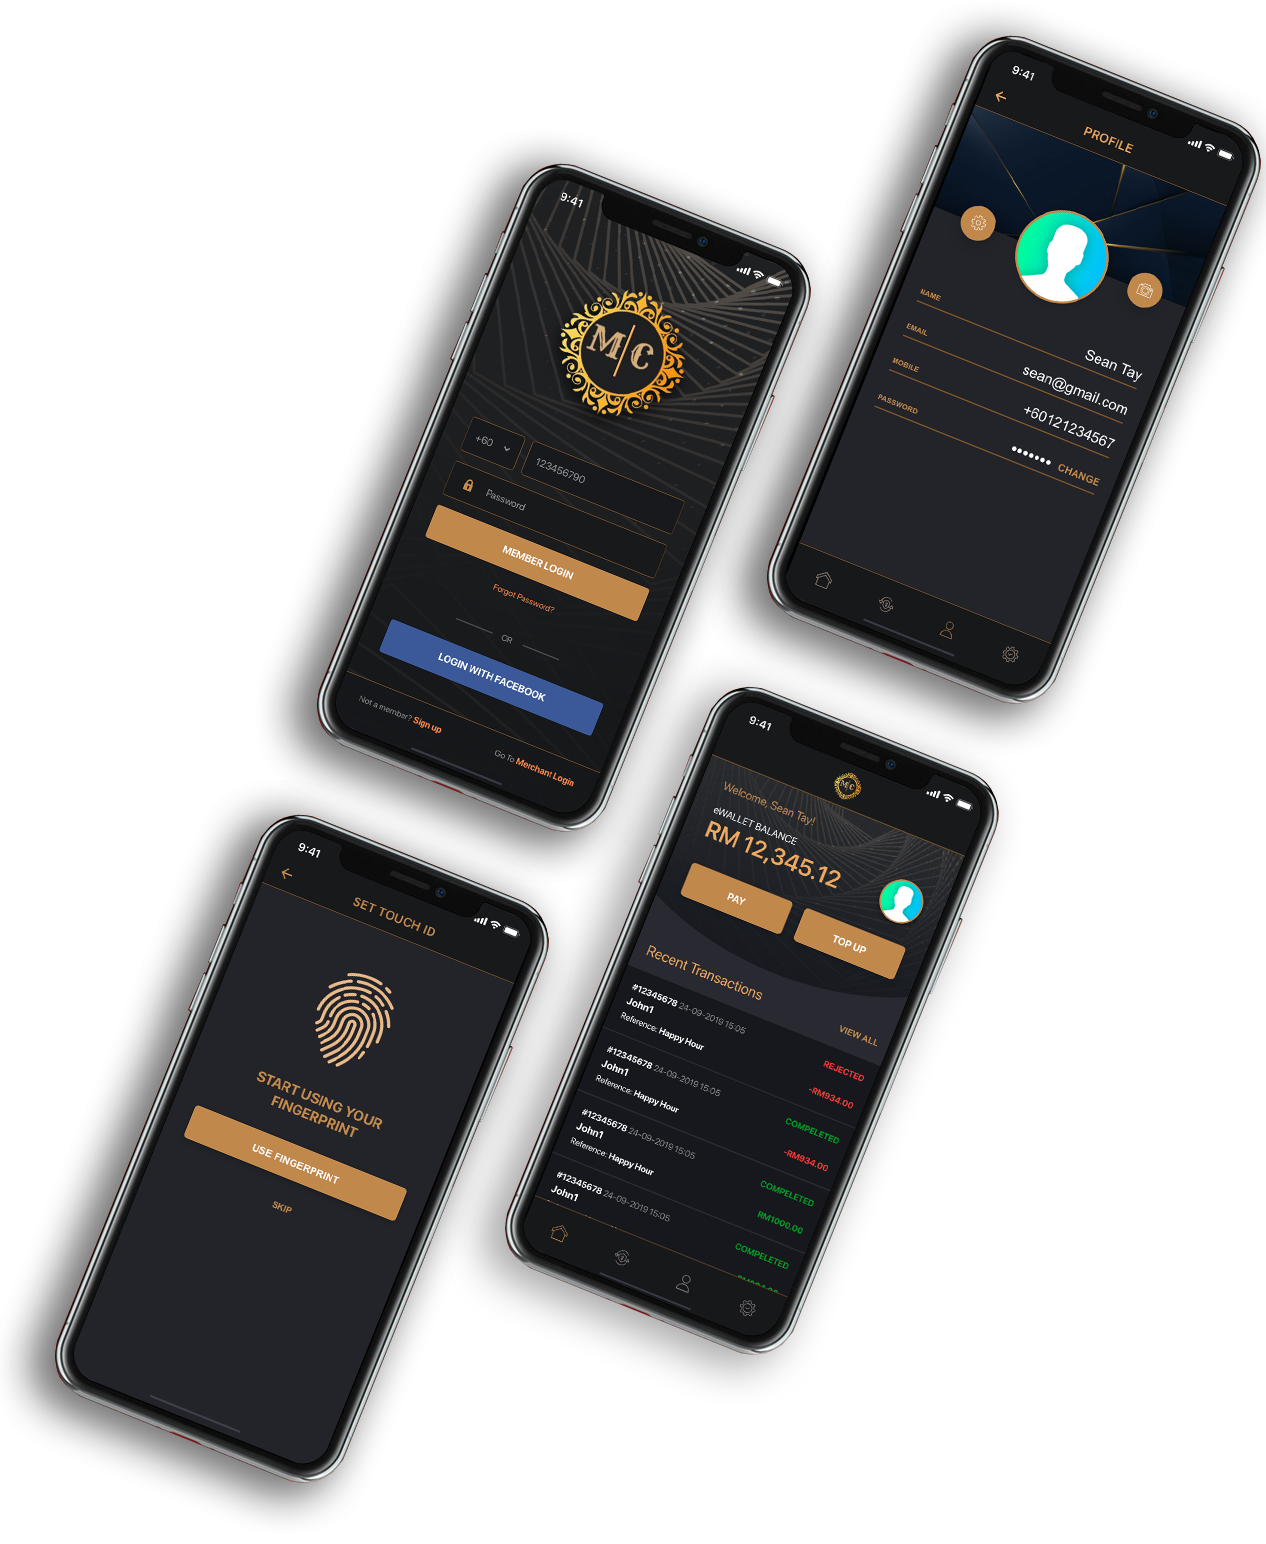 9:41
PROFILE
NAME
Sean Tay
EMAIL
sean@gmail.com
MOBILE
+60121234567
PASSWORD
••••••• CHANGE
9:41
M|C
+60
123456790
Password
MEMBER LOGIN
Forgot Password?
OR
LOGIN WITH FACEBOOK
Not a member? Sign up
Go To Merchant Login
9:41
M|C
Welcome, Sean Tay!
eWALLET BALANCE
RM 12,345.12
PAY
TOP UP
Recent Transactions
VIEW ALL
#12345678 24-09-2019 15:05
John1
Reference: Happy Hour
REJECTED
-RM934.00
#12345678 24-09-2019 15:05
John1
Reference: Happy Hour
COMPELETED
-RM934.00
#12345678 24-09-2019 15:05
John1
Reference: Happy Hour
COMPELETED
RM1000.00
#12345678 24-09-2019 15:05
John1
COMPELETED
9:41
SET TOUCH ID
START USING YOUR
FINGERPRINT
USE FINGERPRINT
SKIP